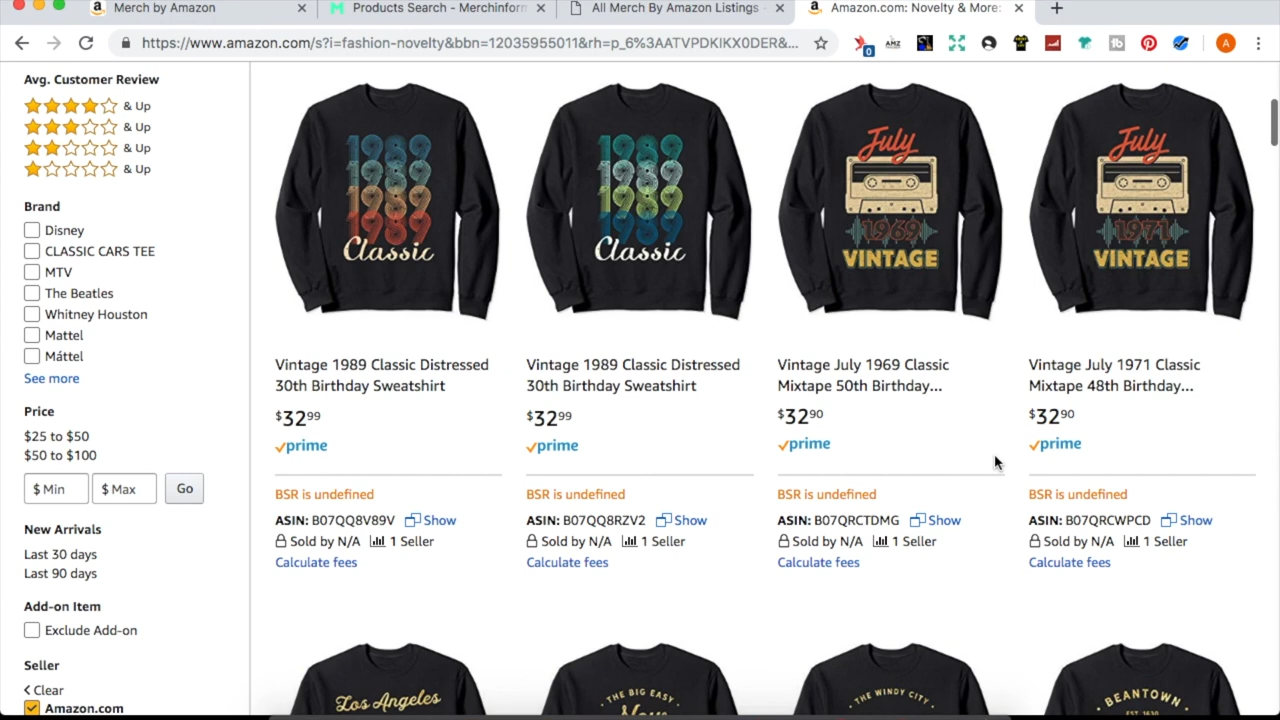 Merch by Amazon
Products Search - Merchinform
All Merch By Amazon Listings -
Amazon.com: Novelty & More:
https://www.amazon.com/s?i=fashion-novelty&bbn=12035955011&rh=p_6%3AATVPDKIKX0DER&...
0
AMZ
A
Avg. Customer Review
& Up
& Up
& Up
& Up
Brand
Disney
CLASSIC CARS TEE
MTV
The Beatles
Whitney Houston
Mattel
Máttel
See more
Price
$25 to $50
$50 to $100
$ Min
$ Max
Go
New Arrivals
Last 30 days
Last 90 days
Add-on Item
Exclude Add-on
Seller
Clear
Amazon.com
1989
1989
1989
1989
Classic
Vintage 1989 Classic Distressed
30th Birthday Sweatshirt
$32 99
prime
BSR is undefined
ASIN: B07QQ8V89V Show
Sold by N/A 1 Seller
Calculate fees
1989
1989
1989
1989
Classic
Vintage 1989 Classic Distressed
30th Birthday Sweatshirt
$32 99
prime
BSR is undefined
ASIN: B07QQ8RZV2 Show
Sold by N/A 1 Seller
Calculate fees
July
1969
VINTAGE
Vintage July 1969 Classic
Mixtape 50th Birthday...
$32 90
prime
BSR is undefined
ASIN: B07QRCTDMG Show
Sold by N/A 1 Seller
Calculate fees
July
1971
VINTAGE
Vintage July 1971 Classic
Mixtape 48th Birthday...
$32 90
prime
BSR is undefined
ASIN: B07QRCWPCD Show
Sold by N/A 1 Seller
Calculate fees
Los Angeles
THE BIG EASY
THE WINDY CITY
BEANTOWN
EST. 1630